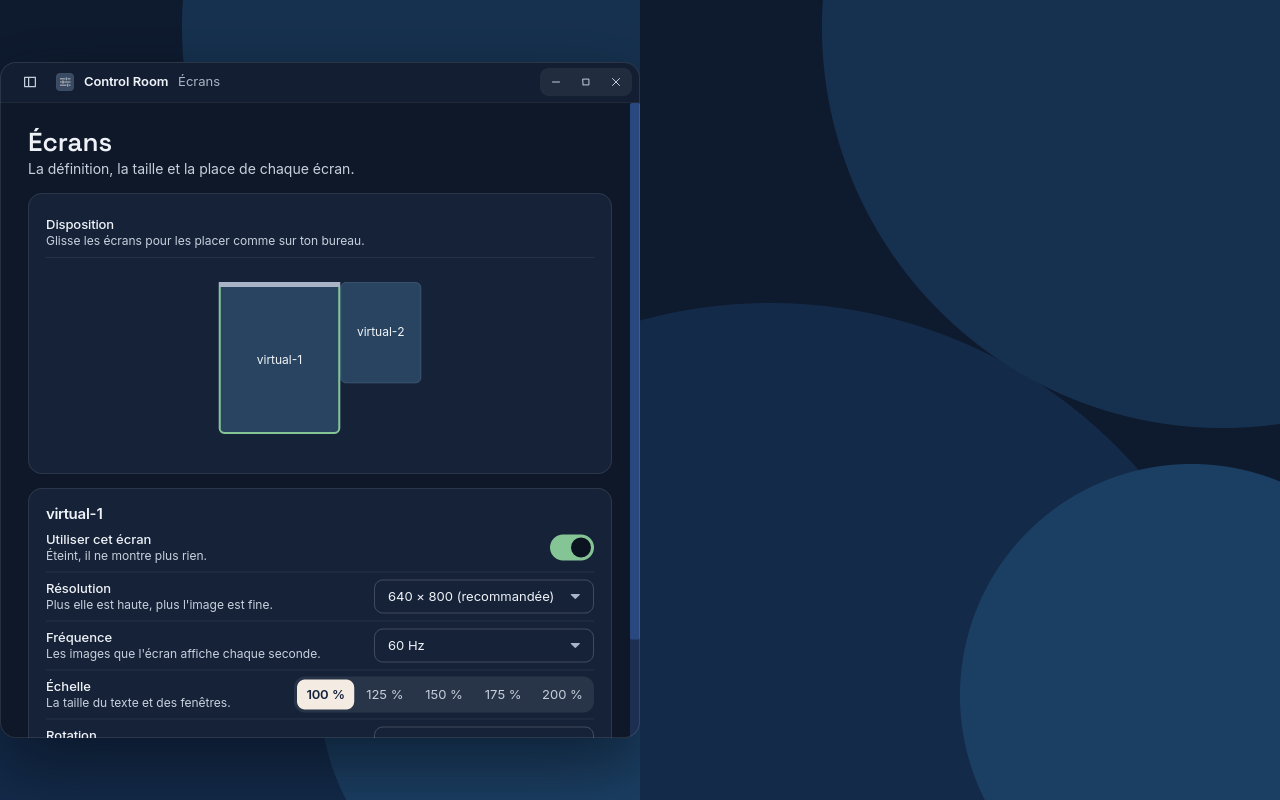 Control Room Écrans
Écrans
La définition, la taille et la place de chaque écran.
Disposition
Glisse les écrans pour les placer comme sur ton bureau.
virtual-2
virtual-1
virtual-1
Utiliser cet écran
Éteint, il ne montre plus rien.
Résolution
Plus elle est haute, plus l'image est fine.
640 × 800 (recommandée)
Fréquence
Les images que l'écran affiche chaque seconde.
60 Hz
Échelle
La taille du texte et des fenêtres.
100 % 125 % 150 % 175 % 200 %
Rotation